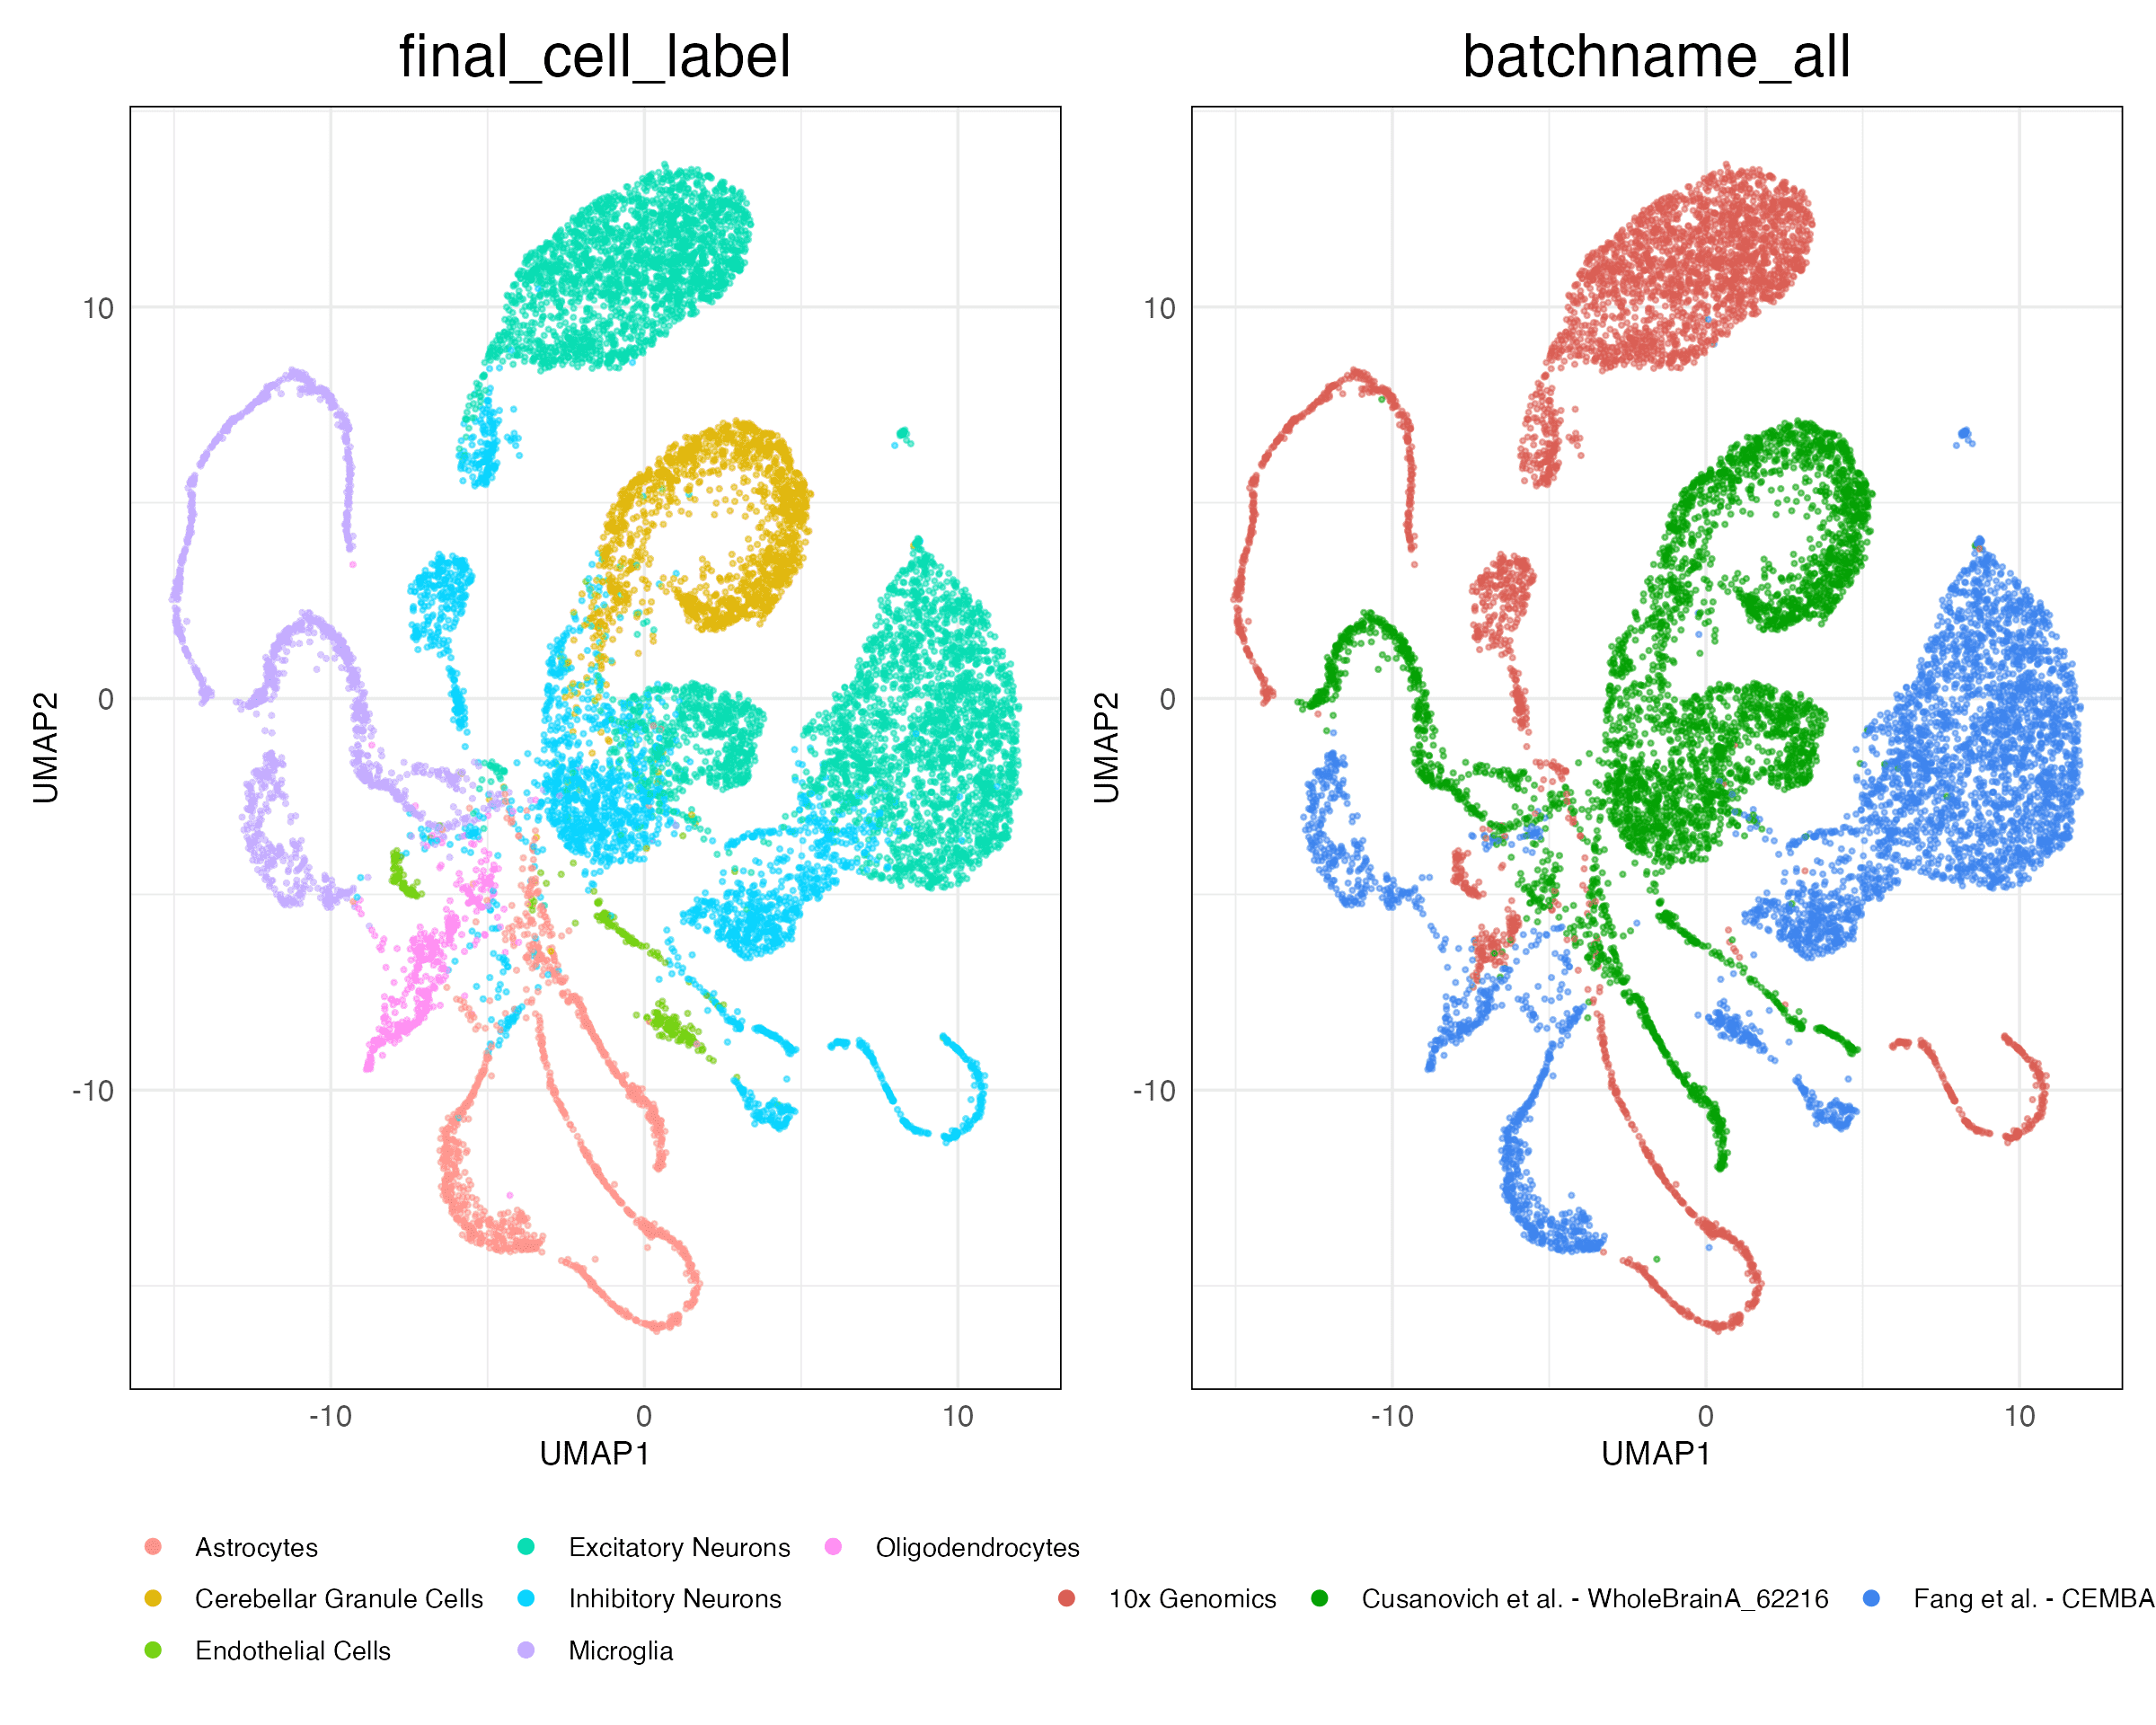 final_cell_label
batchname_all
10
0
-10
UMAP2
-10 0 10
UMAP1
10
0
-10
UMAP2
-10 0 10
UMAP1
Astrocytes
Cerebellar Granule Cells
Endothelial Cells
Excitatory Neurons
Inhibitory Neurons
Microglia
Oligodendrocytes
10x Genomics
Cusanovich et al. - WholeBrainA_62216
Fang et al. - CEMBA